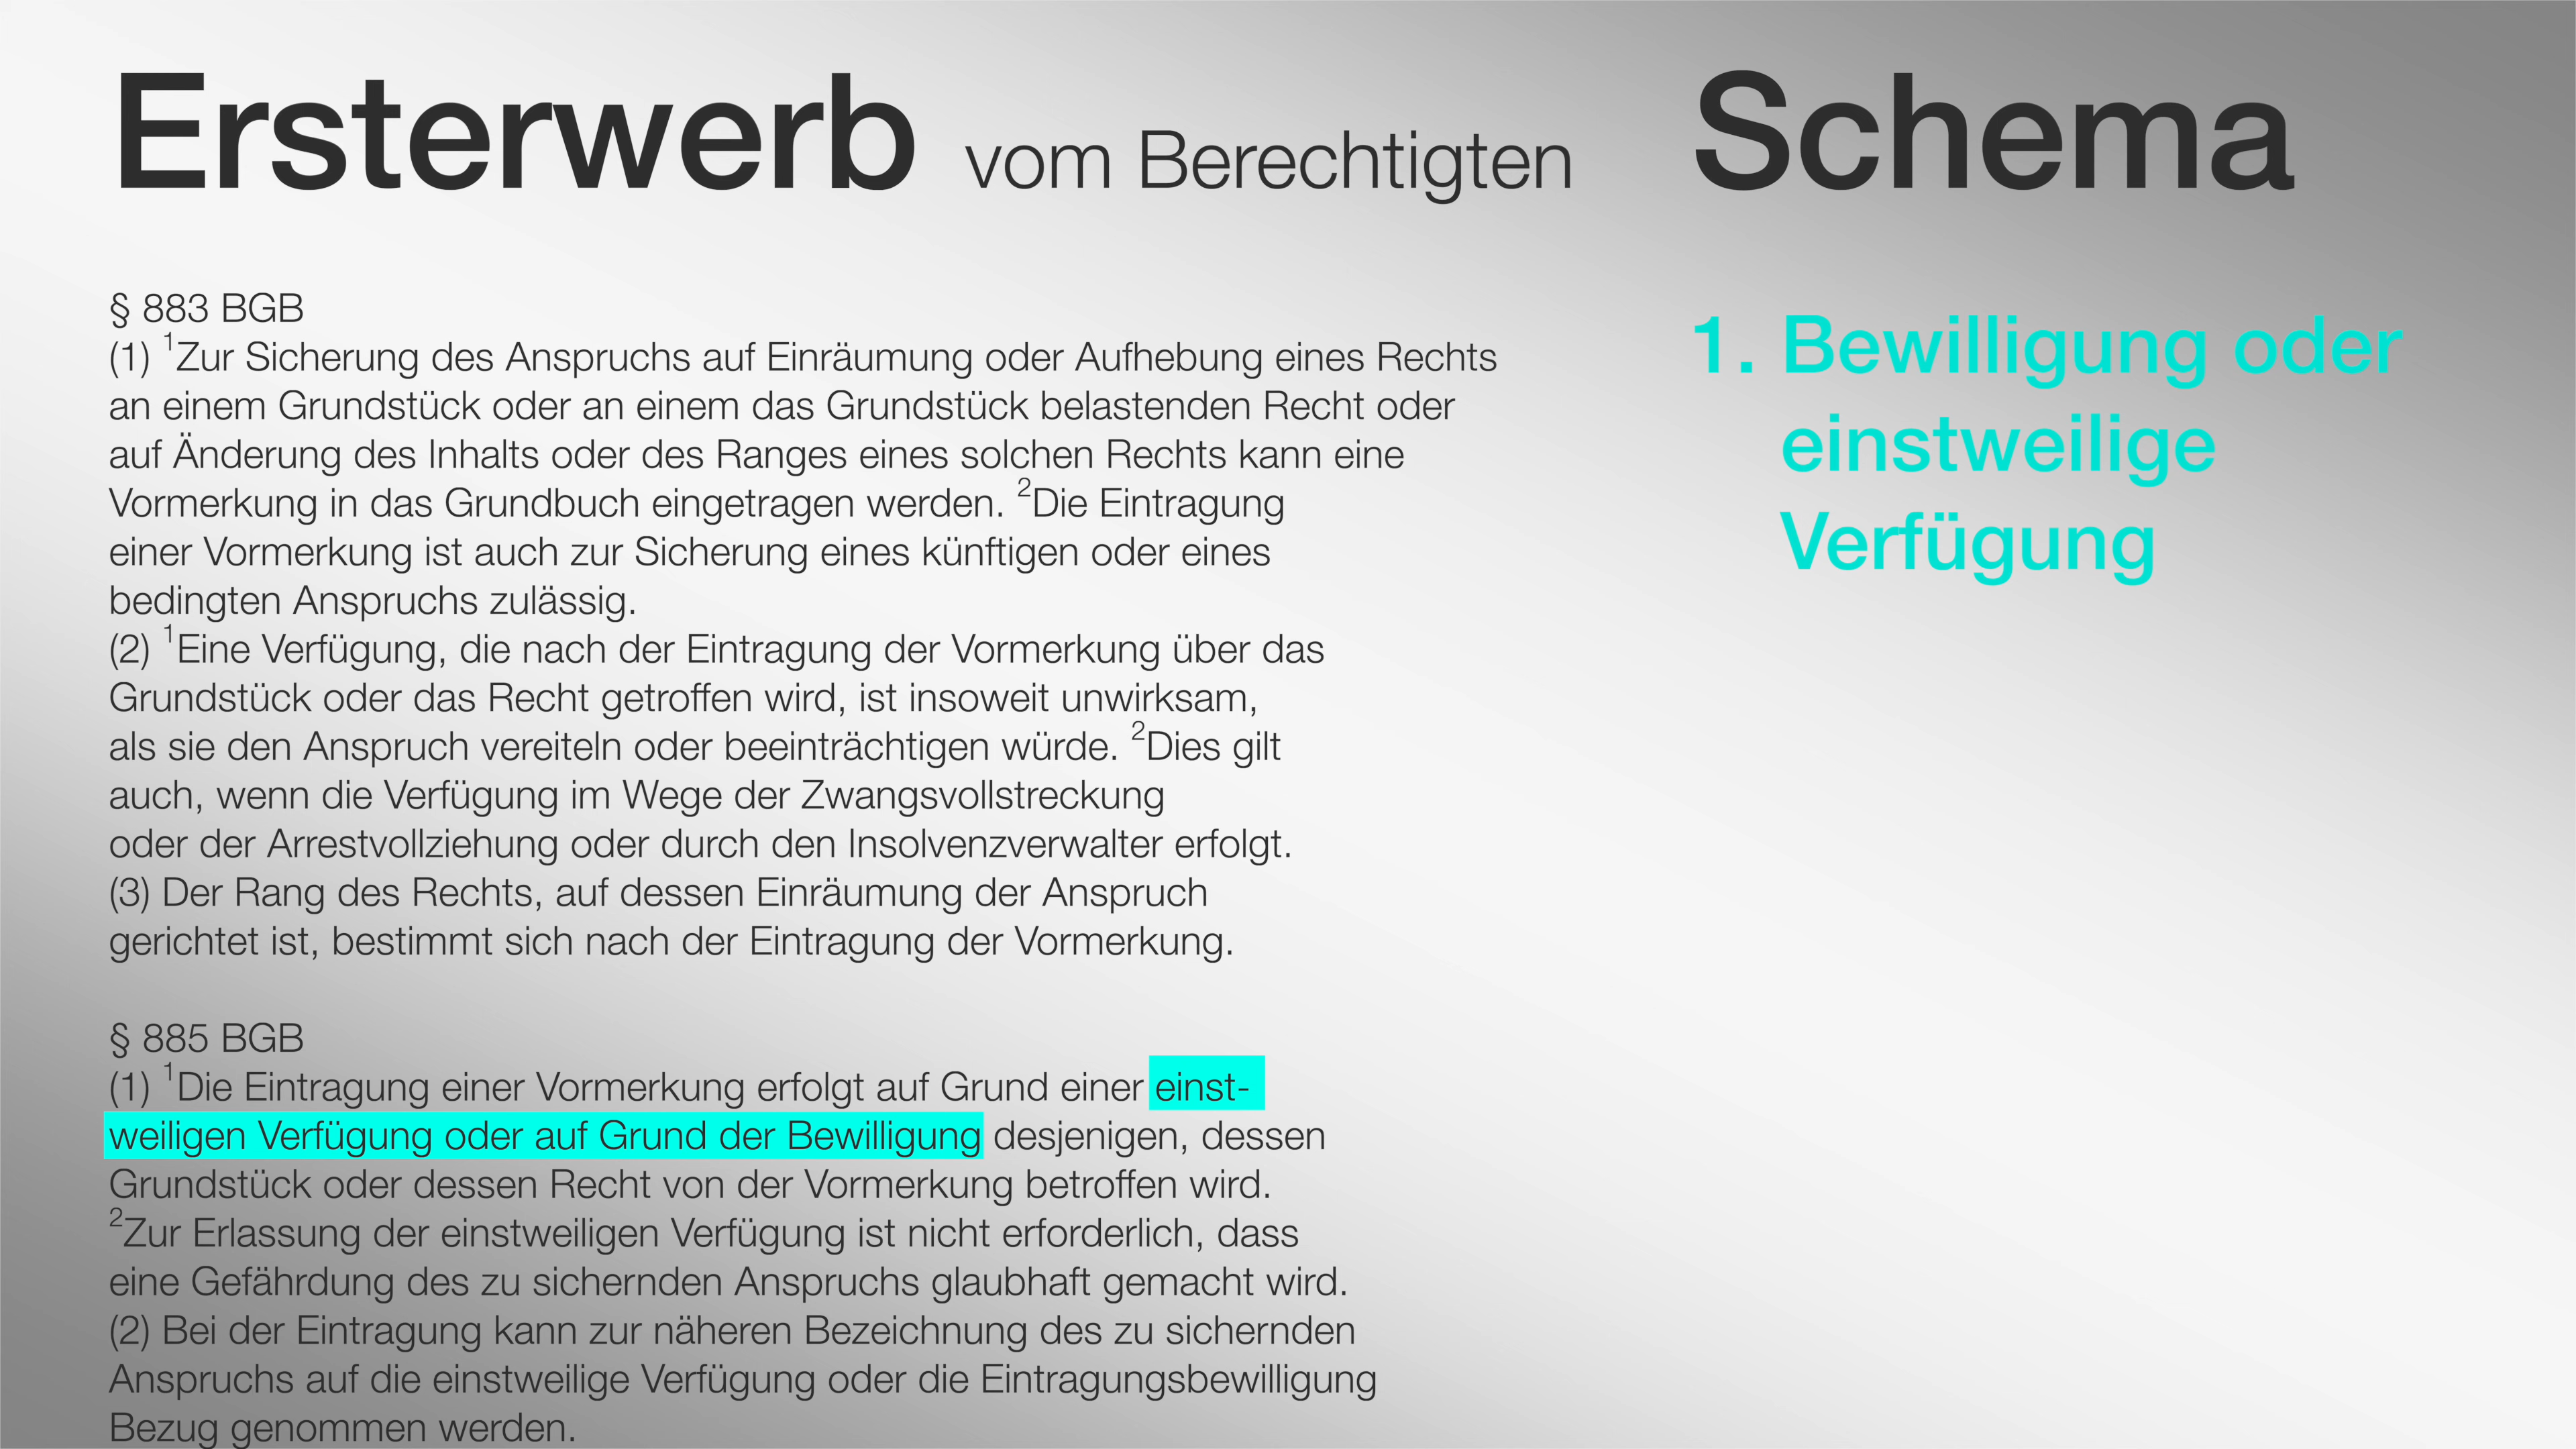 Ersterwerb vom Berechtigten
§ 883 BGB
(1) ¹Zur Sicherung des Anspruchs auf Einräumung oder Aufhebung eines Rechts
an einem Grundstück oder an einem das Grundstück belastenden Recht oder
auf Änderung des Inhalts oder des Ranges eines solchen Rechts kann eine
Vormerkung in das Grundbuch eingetragen werden. ²Die Eintragung
einer Vormerkung ist auch zur Sicherung eines künftigen oder eines
bedingten Anspruchs zulässig.
(2) ¹Eine Verfügung, die nach der Eintragung der Vormerkung über das
Grundstück oder das Recht getroffen wird, ist insoweit unwirksam,
als sie den Anspruch vereiteln oder beeinträchtigen würde. ²Dies gilt
auch, wenn die Verfügung im Wege der Zwangsvollstreckung
oder der Arrestvollziehung oder durch den Insolvenzverwalter erfolgt.
(3) Der Rang des Rechts, auf dessen Einräumung der Anspruch
gerichtet ist, bestimmt sich nach der Eintragung der Vormerkung.
§ 885 BGB
(1) ¹Die Eintragung einer Vormerkung erfolgt auf Grund einer einst-
weiligen Verfügung oder auf Grund der Bewilligung desjenigen, dessen
Grundstück oder dessen Recht von der Vormerkung betroffen wird.
²Zur Erlassung der einstweiligen Verfügung ist nicht erforderlich, dass
eine Gefährdung des zu sichernden Anspruchs glaubhaft gemacht wird.
(2) Bei der Eintragung kann zur näheren Bezeichnung des zu sichernden
Anspruchs auf die einstweilige Verfügung oder die Eintragungsbewilligung
Bezug genommen werden.
Schema
1. Bewilligung oder
einstweilige
Verfügung